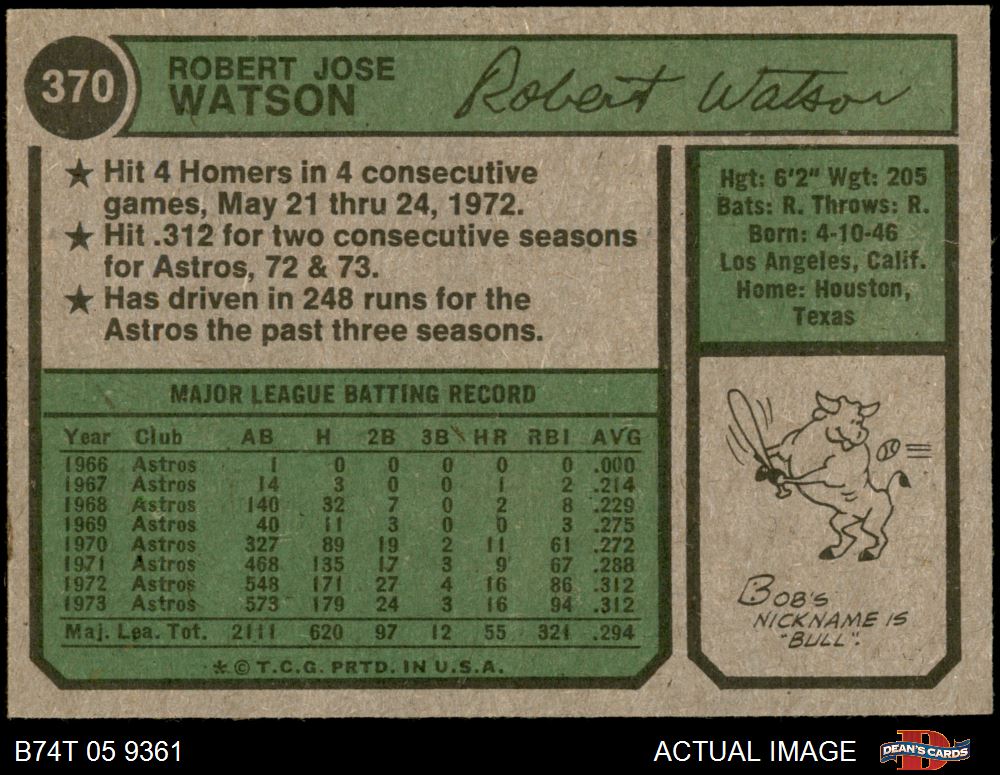 370
ROBERT JOSE
WATSON
Robert Watson
★ Hit 4 Homers in 4 consecutive
games, May 21 thru 24, 1972.
★ Hit .312 for two consecutive seasons
for Astros, 72 & 73.
★ Has driven in 248 runs for the
Astros the past three seasons.
Hgt: 6'2" Wgt: 205
Bats: R. Throws: R.
Born: 4-10-46
Los Angeles, Calif.
Home: Houston,
Texas
MAJOR LEAGUE BATTING RECORD
Year Club AB H 2B 3B HR RBI AVG
1966 Astros 1 0 0 0 0 0 .000
1967 Astros 14 3 0 0 1 2 .214
1968 Astros 140 32 7 0 2 8 .229
1969 Astros 40 11 3 0 0 3 .275
1970 Astros 327 89 19 2 11 61 .272
1971 Astros 468 135 17 3 9 67 .288
1972 Astros 548 171 27 4 16 86 .312
1973 Astros 573 179 24 3 16 94 .312
Maj. Lea. Tot. 2111 620 97 12 55 321 .294
* © T.C.G. PRTD. IN U.S.A.
BOB'S
NICKNAME IS
"BULL".
B74T 05 9361
ACTUAL IMAGE
DEAN'S CARDS